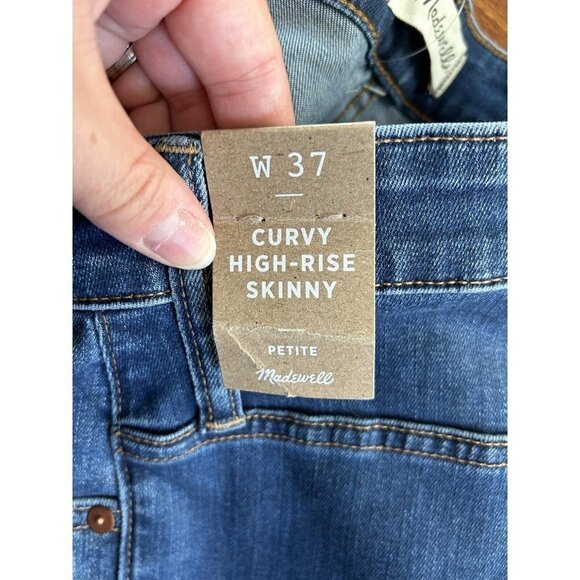 W 37
CURVY
HIGH-RISE
SKINNY
PETITE
Madewell